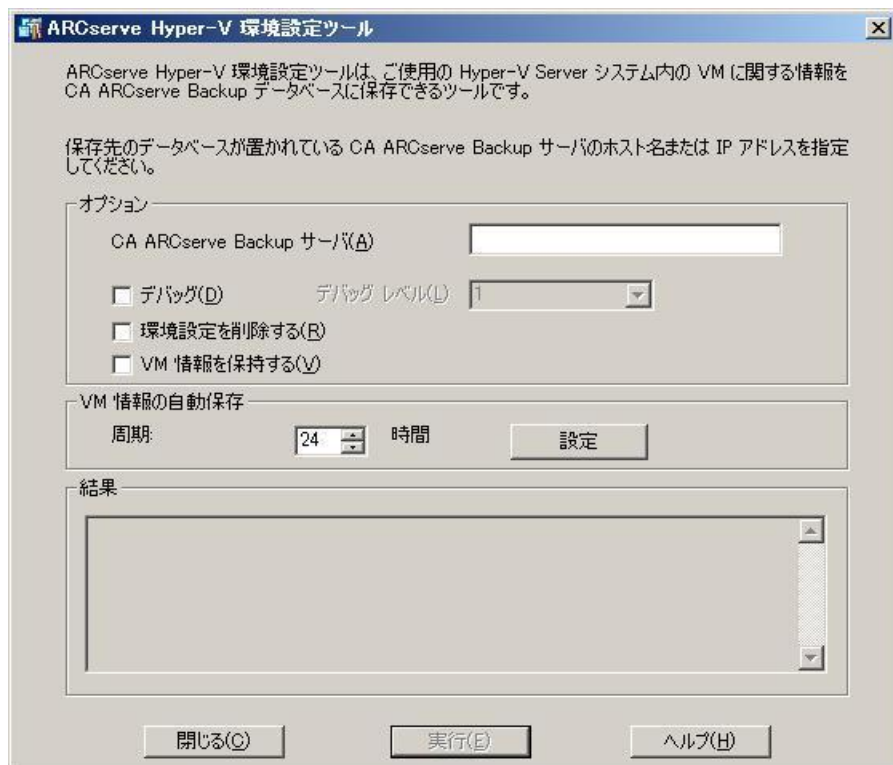 ARCserve Hyper-V 環境設定ツール
ARCserve Hyper-V 環境設定ツールは、ご使用の Hyper-V Server システム内の VM に関する情報を
CA ARCserve Backup データベースに保存できるツールです。
保存先のデータベースが置かれている CA ARCserve Backup サーバのホスト名または IP アドレスを指定
してください。
オプション
CA ARCserve Backup サーバ(A)
デバッグ(D) デバッグ レベル(L) 1
環境設定を削除する(R)
VM 情報を保持する(V)
VM 情報の自動保存
周期: 24 時間 設定
結果
閉じる(C) 実行(E) ヘルプ(H)